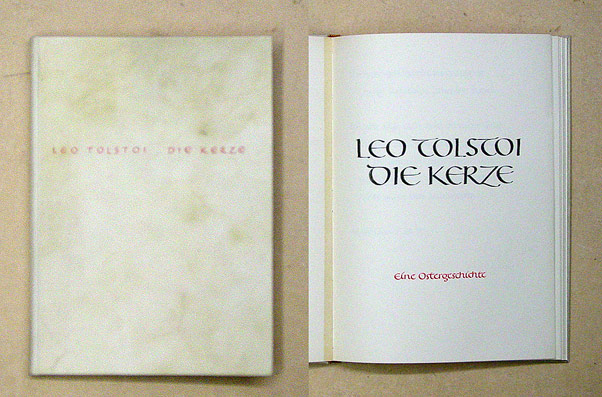 LEO TOLSTOI DIE KERZE
LEO TOLSTOI
DIE KERZE
Eine Ostergeschichte